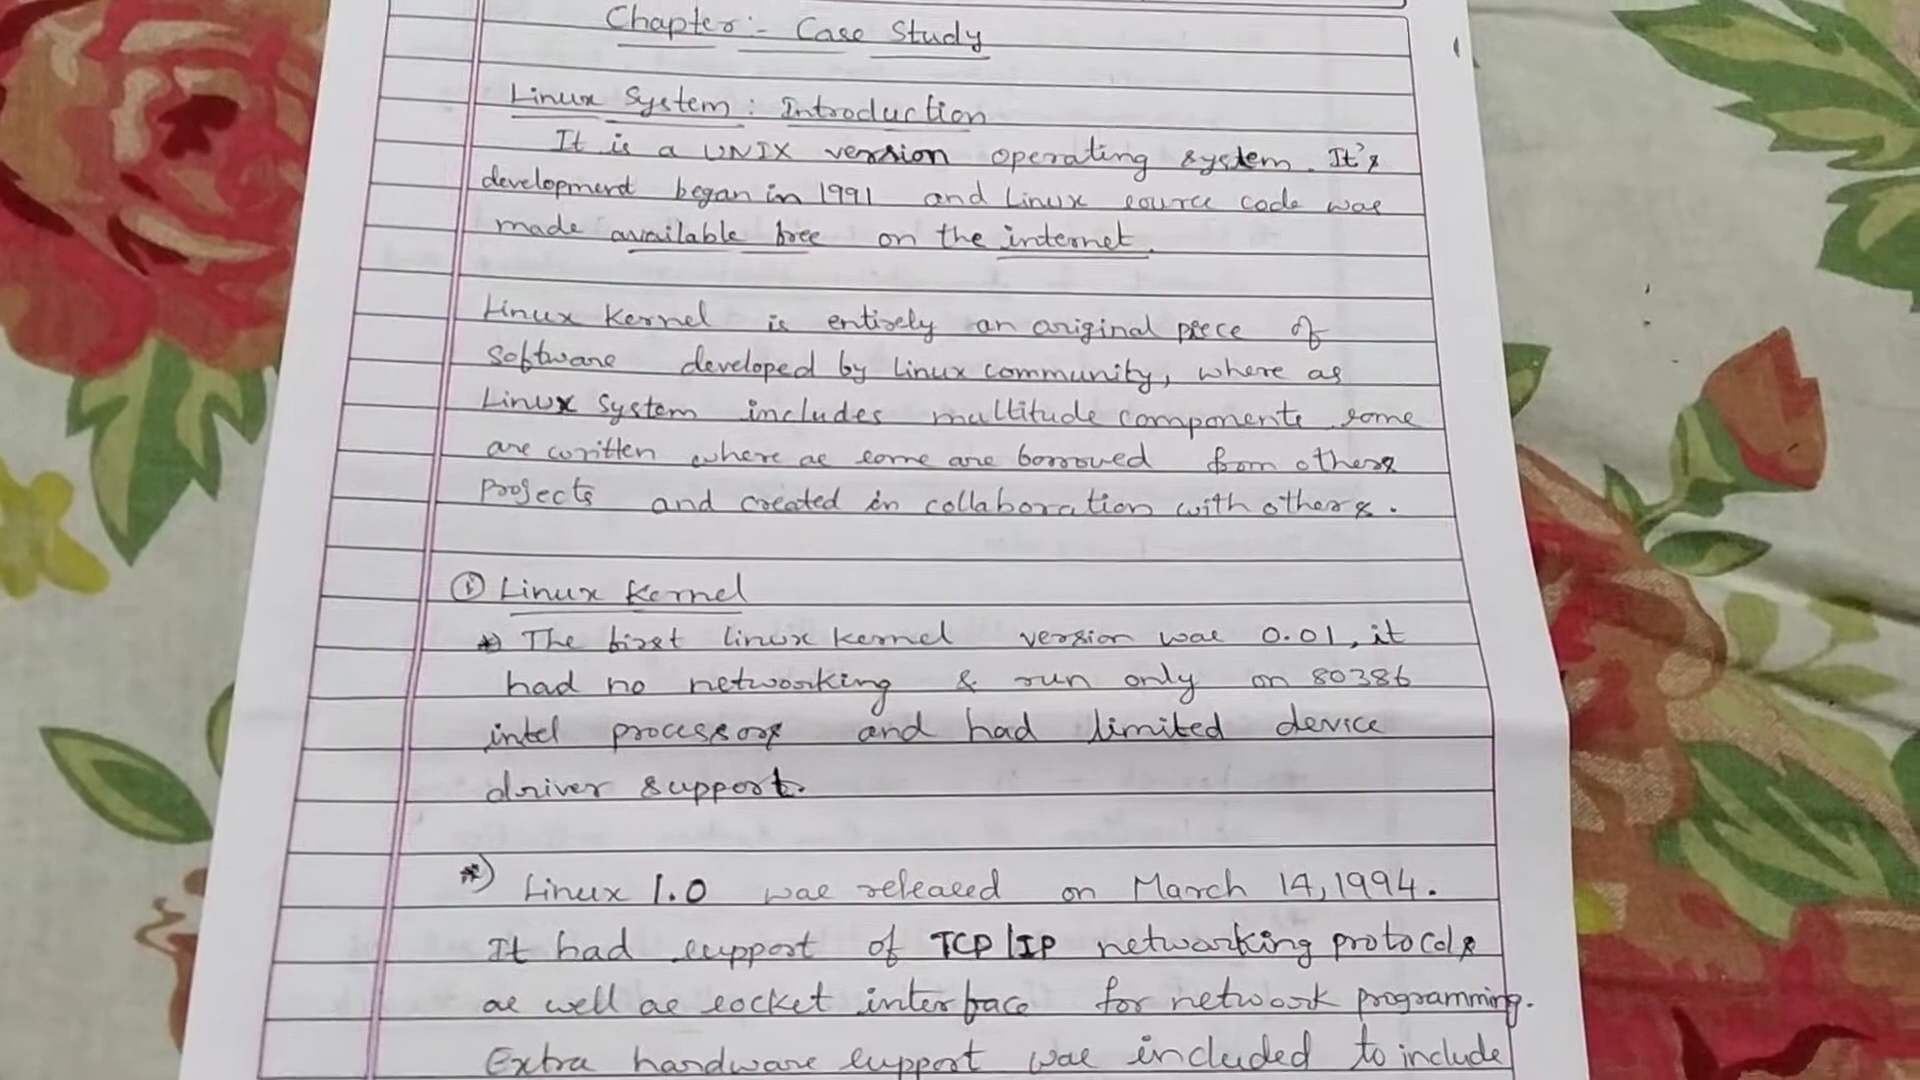 Chapter:- Case Study
Linux System: Introduction
It is a UNIX version operating system. It's
development began in 1991 and Linux source code was
made available free on the internet.
Linux Kernel is entirely an original piece of
Software developed by Linux community, where as
Linux System includes multitude components some
are written where as some are borrowed from others
Projects and created in collaboration with others.
① Linux Kernel
*) The first linux kernel version was 0.01, it
had no networking & run only on 80386
intel processors and had limited device
driver support.
*) Linux 1.0 was released on March 14, 1994.
It had support of TCP/IP networking protocols
as well as socket interface for network programming.
Extra hardware support was included to include